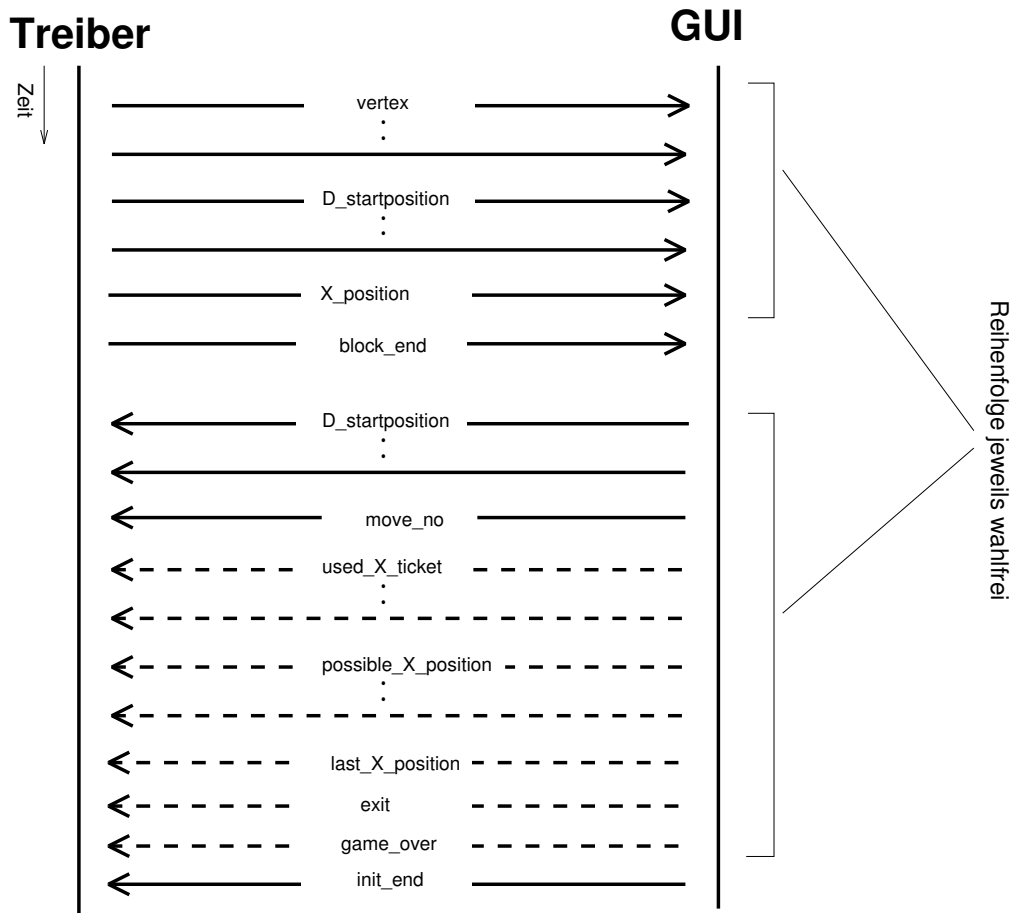 Treiber
GUI
Zeit
vertex
D_startposition
X_position
block_end
D_startposition
move_no
used_X_ticket
possible_X_position
last_X_position
exit
game_over
init_end
Reihenfolge jeweils wahlfrei